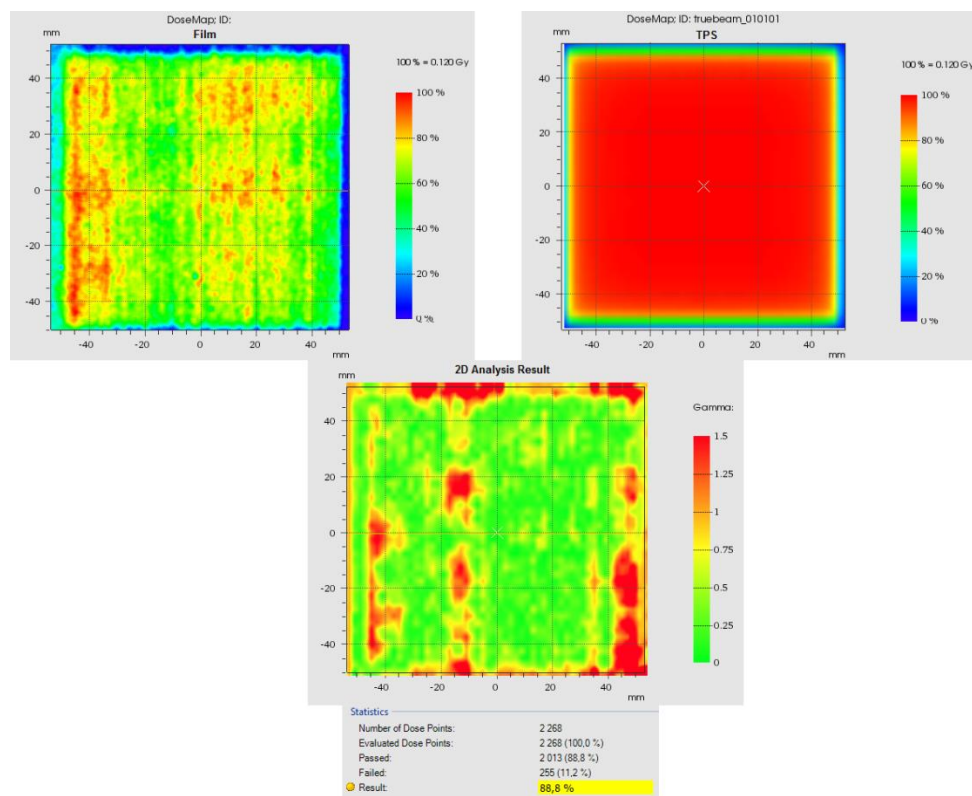 DoseMap; ID:
Film
mm
100 % = 0.120 Gy
40
20
0
-20
-40
100 %
80 %
60 %
40 %
20 %
0 %
-40 -20 0 20 40
mm
DoseMap; ID: truebeam_010101
TPS
mm
100 % = 0.120 Gy
40
20
0
-20
-40
100 %
80 %
60 %
40 %
20 %
0 %
-40 -20 0 20 40
mm
2D Analysis Result
mm
Gamma:
40
20
0
-20
-40
1.5
1.25
1
0.75
0.5
0.25
0
-40 -20 0 20 40
mm
Statistics
Number of Dose Points: 2 268
Evaluated Dose Points: 2 268 (100,0 %)
Passed: 2 013 (88,8 %)
Failed: 255 (11,2 %)
Result: 88,8 %